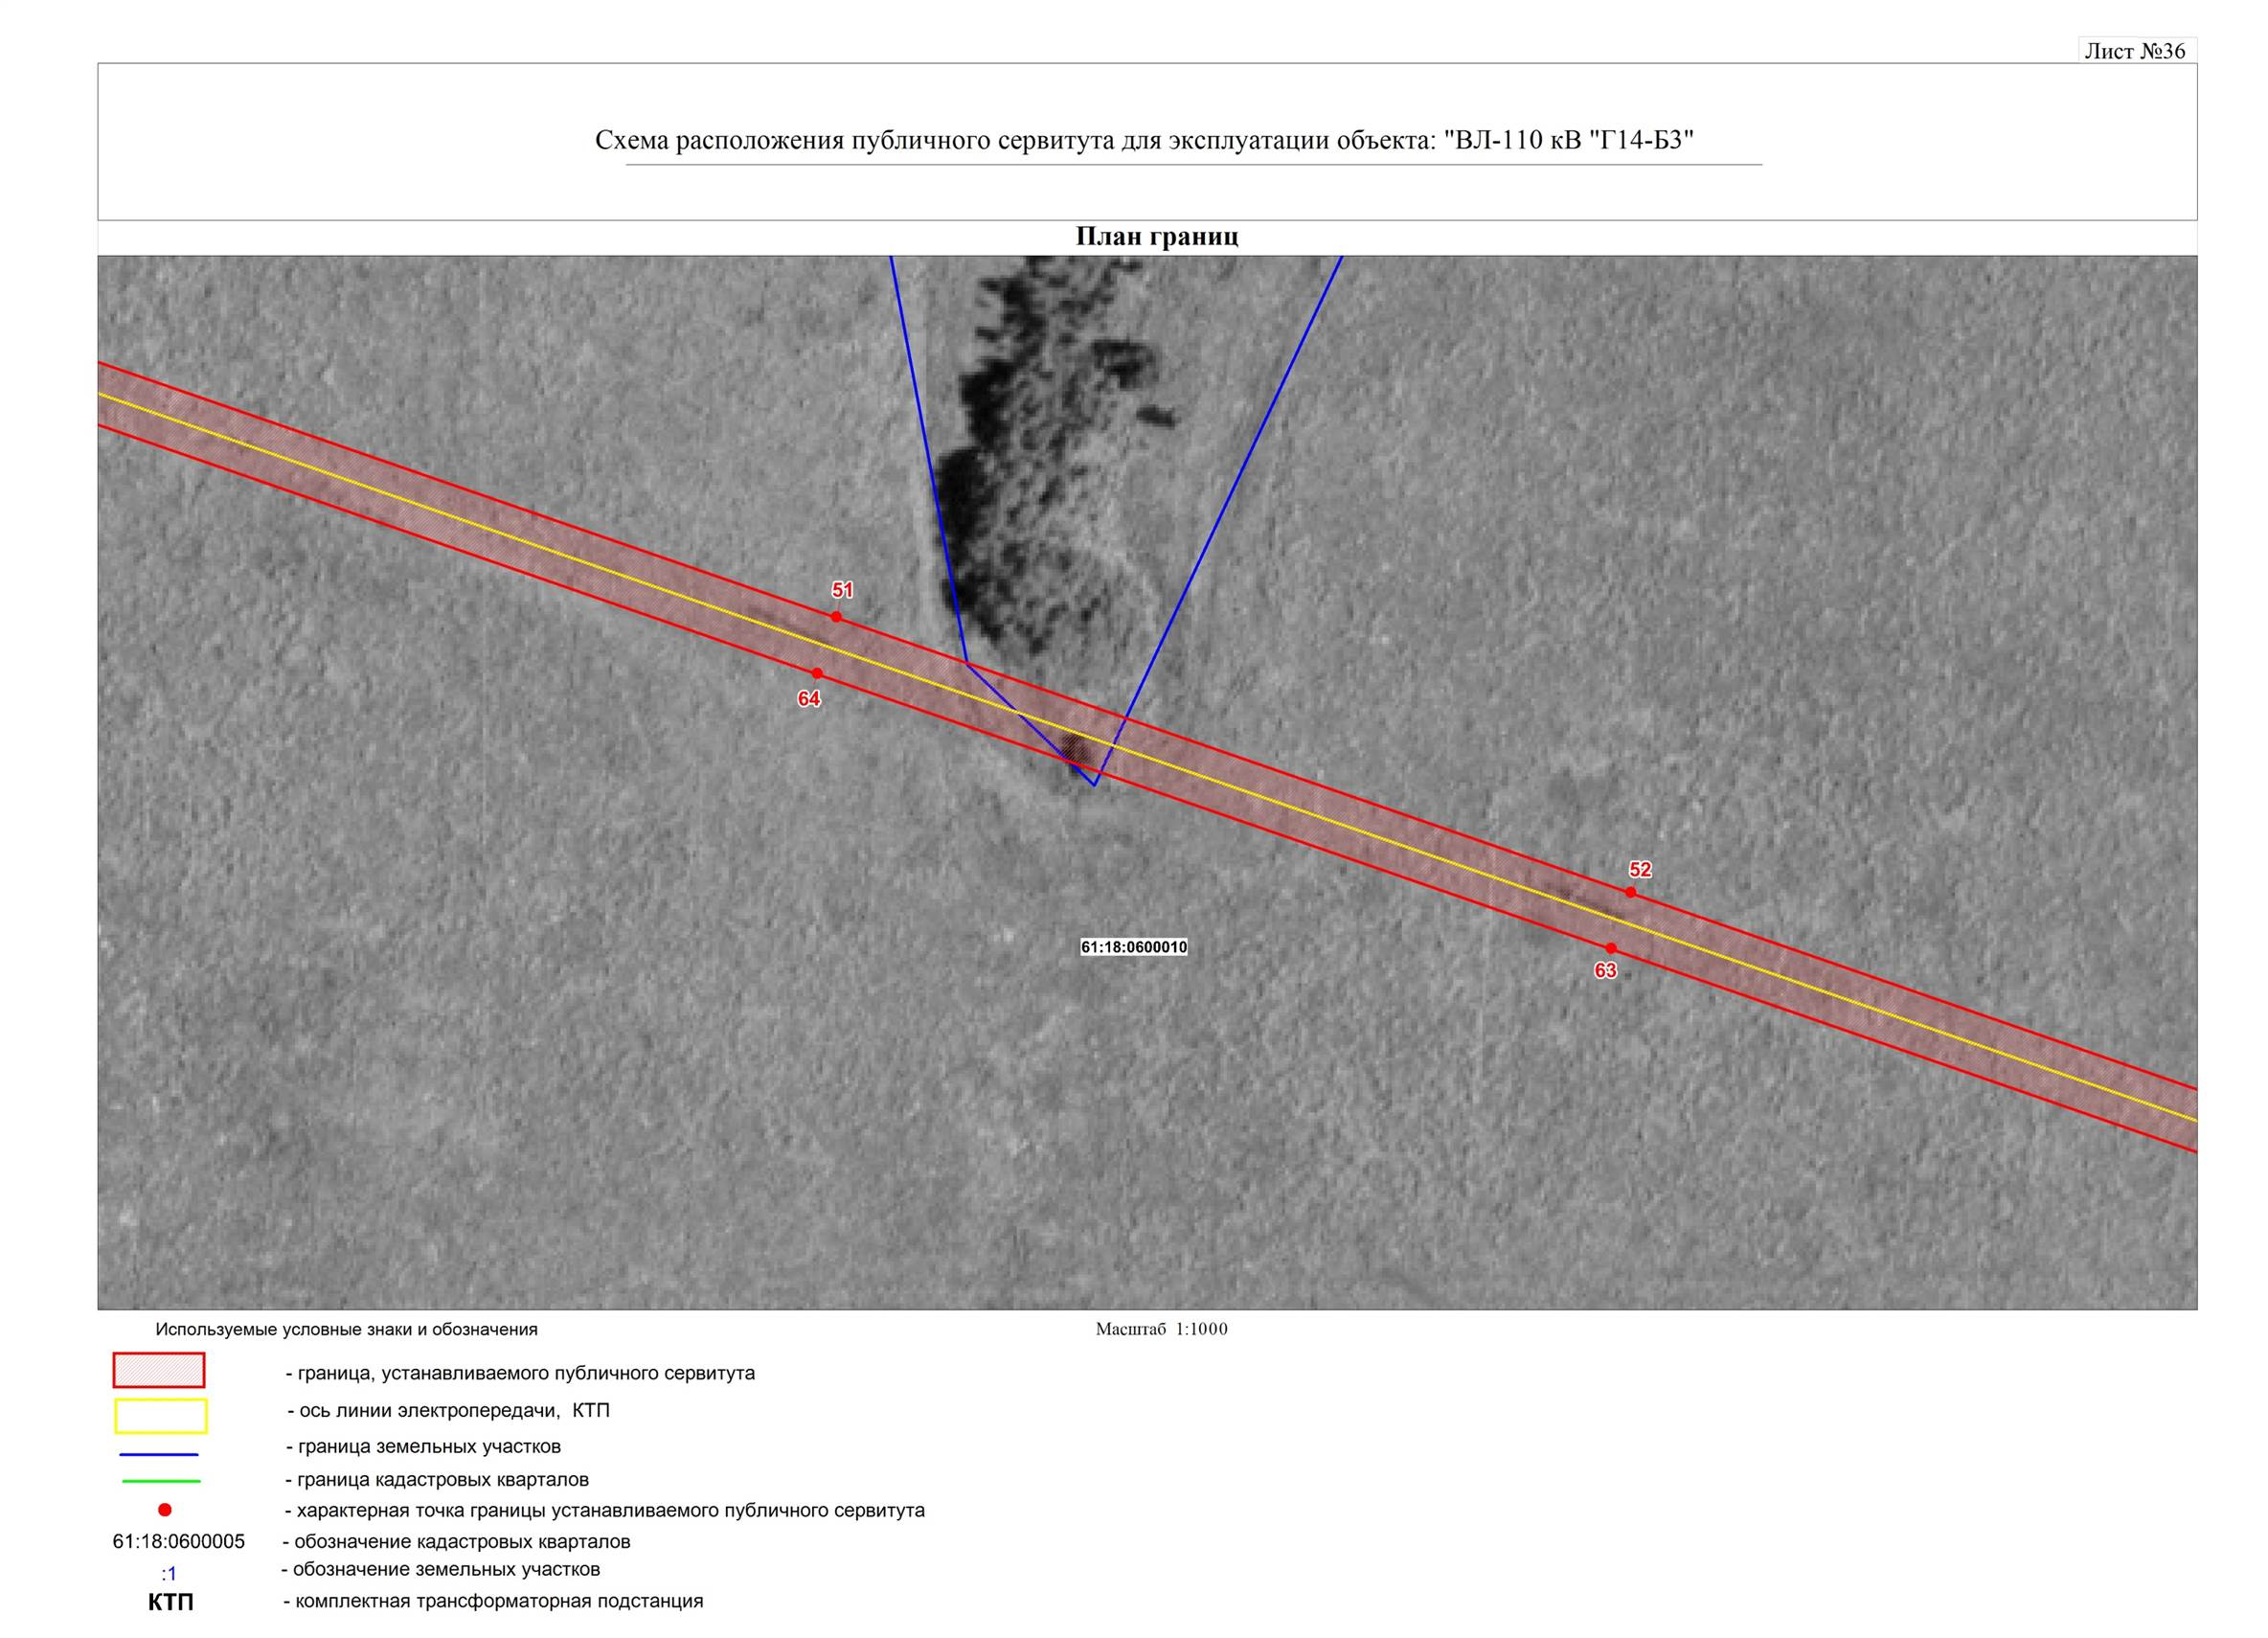 Лист №36
Схема расположения публичного сервитута для эксплуатации объекта: "ВЛ-110 кВ "Г14-Б3"
План границ
51
64
52
61:18:0600010
63
Используемые условные знаки и обозначения
Масштаб 1:1000
- граница, устанавливаемого публичного сервитута
- ось линии электропередачи, КТП
- граница земельных участков
- граница кадастровых кварталов
- характерная точка границы устанавливаемого публичного сервитута
61:18:0600005 - обозначение кадастровых кварталов
:1 - обозначение земельных участков
КТП - комплектная трансформаторная подстанция